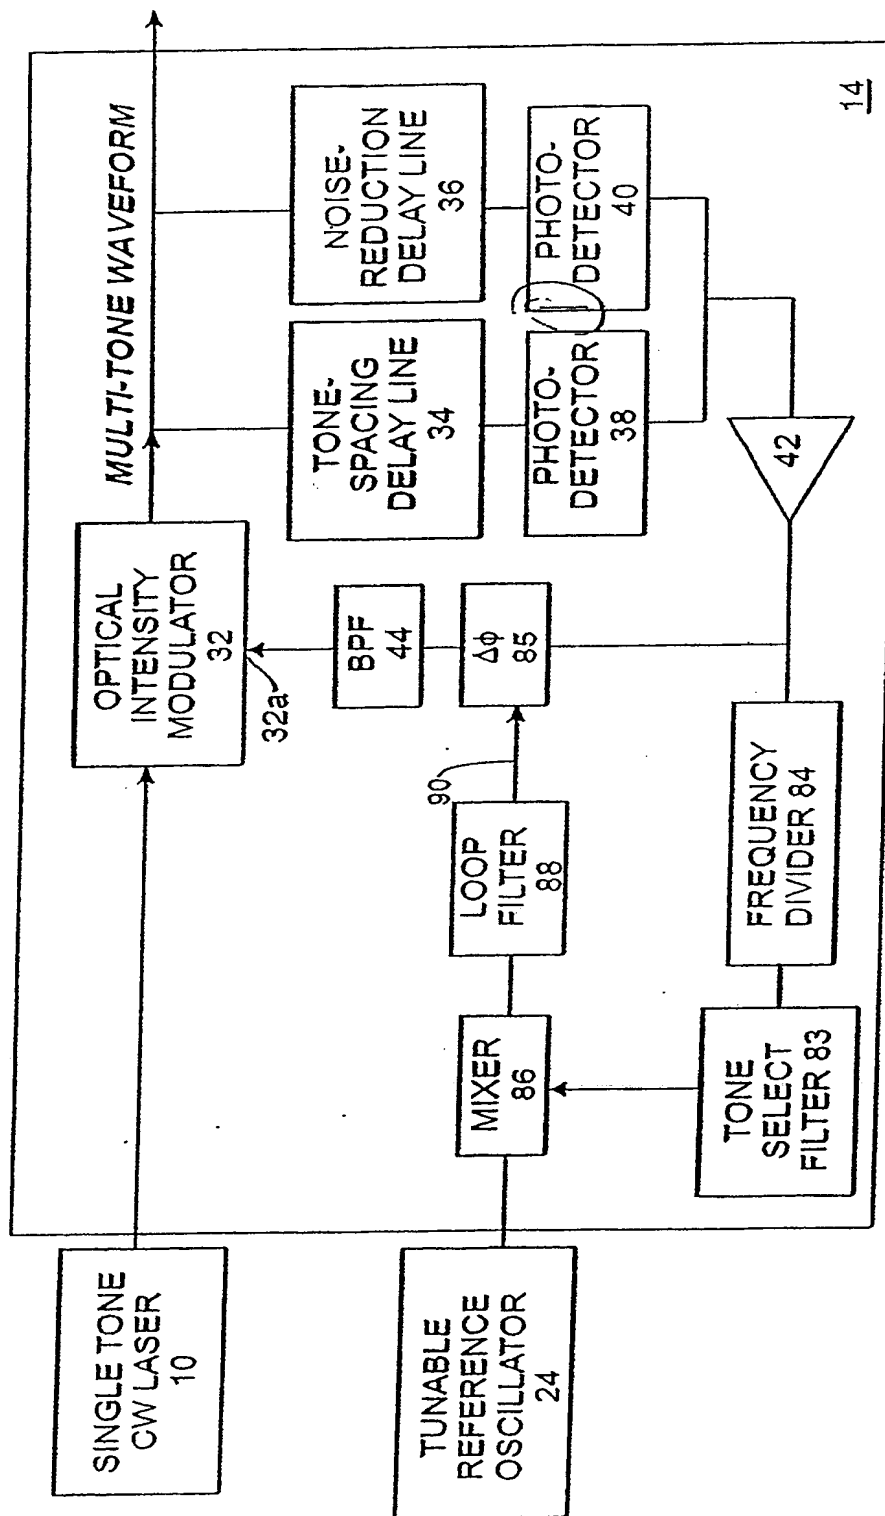 SINGLE TONE
CW LASER
10
TUNABLE
REFERENCE
OSCILLATOR
24
OPTICAL
INTENSITY
MODULATOR
32
32a
MULTI-TONE WAVEFORM
BPF
44
Δφ
85
90
LOOP
FILTER
88
MIXER
86
TONE
SELECT
FILTER 83
FREQUENCY
DIVIDER 84
TONE-
SPACING
DELAY LINE
34
NOISE-
REDUCTION
DELAY LINE
36
PHOTO-
DETECTOR
38
PHOTO-
DETECTOR
40
42
14